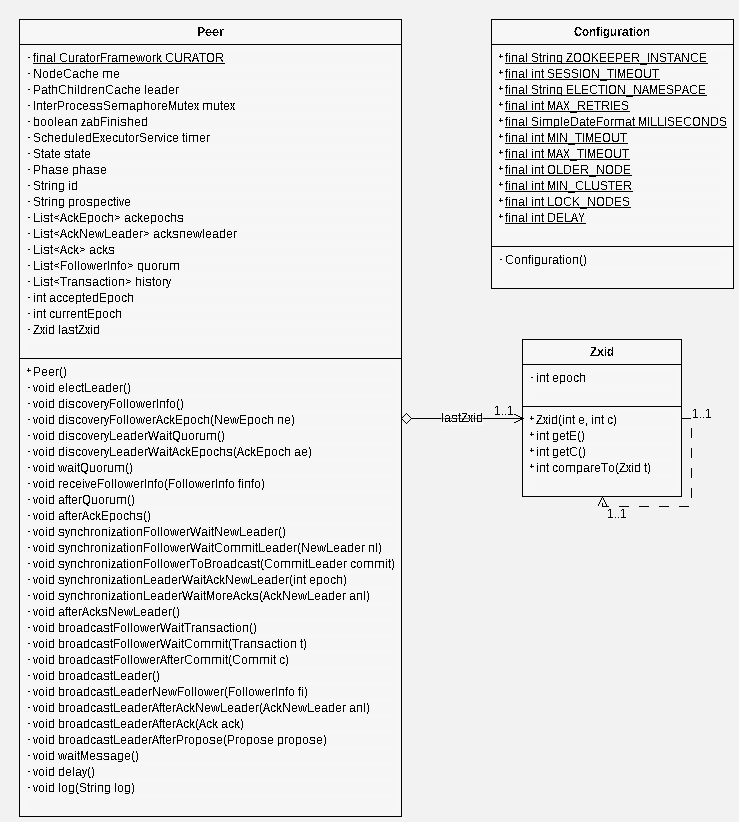 Peer
- final CuratorFramework CURATOR
- NodeCache me
- PathChildrenCache leader
- InterProcessSemaphoreMutex mutex
- boolean zabFinished
- ScheduledExecutorService timer
- State state
- Phase phase
- String id
- String prospective
- List<AckEpoch> ackepochs
- List<AckNewLeader> acksnewleader
- List<Ack> acks
- List<FollowerInfo> quorum
- List<Transaction> history
- int acceptedEpoch
- int currentEpoch
- Zxid lastZxid
+ Peer()
- void electLeader()
- void discoveryFollowerInfo()
- void discoveryFollowerAckEpoch(NewEpoch ne)
- void discoveryLeaderWaitQuorum()
- void discoveryLeaderWaitAckEpochs(AckEpoch ae)
- void waitQuorum()
- void receiveFollowerInfo(FollowerInfo finfo)
- void afterQuorum()
- void afterAckEpochs()
- void synchronizationFollowerWaitNewLeader()
- void synchronizationFollowerWaitCommitLeader(NewLeader nl)
- void synchronizationFollowerToBroadcast(CommitLeader commit)
- void synchronizationLeaderWaitAckNewLeader(int epoch)
- void synchronizationLeaderWaitMoreAcks(AckNewLeader anl)
- void afterAcksNewLeader()
- void broadcastFollowerWaitTransaction()
- void broadcastFollowerWaitCommit(Transaction t)
- void broadcastFollowerAfterCommit(Commit c)
- void broadcastLeader()
- void broadcastLeaderNewFollower(FollowerInfo fi)
- void broadcastLeaderAfterAckNewLeader(AckNewLeader anl)
- void broadcastLeaderAfterAck(Ack ack)
- void broadcastLeaderAfterPropose(Propose propose)
- void waitMessage()
- void delay()
- void log(String log)
Configuration
+ final String ZOOKEEPER_INSTANCE
+ final int SESSION_TIMEOUT
+ final String ELECTION_NAMESPACE
+ final int MAX_RETRIES
+ final SimpleDateFormat MILLISECONDS
+ final int MIN_TIMEOUT
+ final int MAX_TIMEOUT
+ final int OLDER_NODE
+ final int MIN_CLUSTER
+ final int LOCK_NODES
+ final int DELAY
- Configuration()
lastZxid
1..1
Zxid
- int epoch
+ Zxid(int e, int c)
+ int getE()
+ int getC()
+ int compareTo(Zxid t)
1..1
1..1